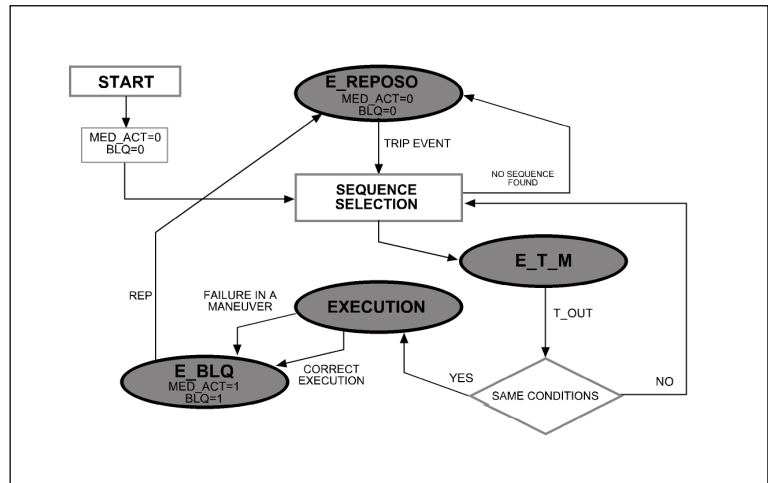 START
MED_ACT=0
BLQ=0
E_REPOSO
MED_ACT=0
BLQ=0
TRIP EVENT
NO SEQUENCE
FOUND
SEQUENCE
SELECTION
E_T_M
T_OUT
SAME CONDITIONS
YES
NO
EXECUTION
FAILURE IN A
MANEUVER
CORRECT
EXECUTION
E_BLQ
MED_ACT=1
BLQ=1
REP